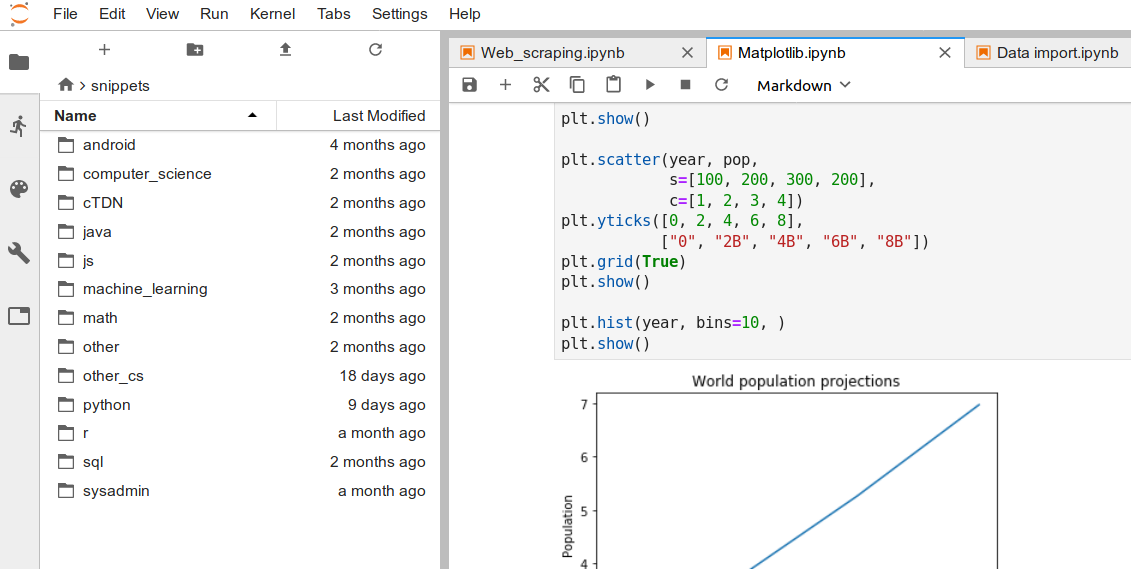 File Edit View Run Kernel Tabs Settings Help
snippets
Name Last Modified
android 4 months ago
computer_science 2 months ago
cTDN 2 months ago
java 2 months ago
js 2 months ago
machine_learning 3 months ago
math 2 months ago
other 2 months ago
other_cs 18 days ago
python 9 days ago
r a month ago
sql 2 months ago
sysadmin a month ago
Web_scraping.ipynb Matplotlib.ipynb Data import.ipynb
Markdown
plt.show()
plt.scatter(year, pop,
s=[100, 200, 300, 200],
c=[1, 2, 3, 4])
plt.yticks([0, 2, 4, 6, 8],
["0", "2B", "4B", "6B", "8B"])
plt.grid(True)
plt.show()
plt.hist(year, bins=10, )
plt.show()
World population projections
7
6
5
4
Population